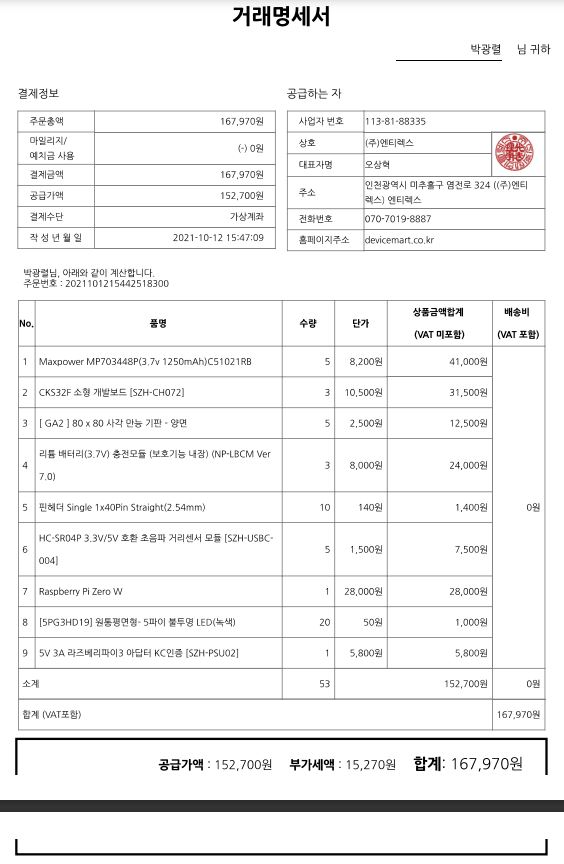 거래명세서
박광렬 님 귀하
결제정보
주문총액 167,970원
마일리지/
예치금 사용 (-) 0원
결제금액 167,970원
공급가액 152,700원
결제수단 가상계좌
작 성 년 월 일 2021-10-12 15:47:09
공급하는 자
사업자 번호 113-81-88335
상호 (주)엔티렉스
대표자명 오상혁
주소 인천광역시 미추홀구 염전로 324 ((주)엔티
렉스) 엔티렉스
전화번호 070-7019-8887
홈페이지주소 devicemart.co.kr
박광렬님, 아래와 같이 계산합니다.
주문번호 : 2021101215442518300
No. 품명 수량 단가 상품금액합계 배송비
(VAT 미포함) (VAT 포함)
1 Maxpower MP703448P(3.7v 1250mAh)C51021RB 5 8,200원 41,000원
2 CKS32F 소형 개발보드 [SZH-CH072] 3 10,500원 31,500원
3 [ GA2 ] 80 x 80 사각 만능 기판 - 양면 5 2,500원 12,500원
4 리튬 배터리(3.7V) 충전모듈 (보호기능 내장) (NP-LBCM Ver
7.0) 3 8,000원 24,000원
5 핀헤더 Single 1x40Pin Straight(2.54mm) 10 140원 1,400원 0원
6 HC-SR04P 3.3V/5V 호환 초음파 거리센서 모듈 [SZH-USBC-
004] 5 1,500원 7,500원
7 Raspberry Pi Zero W 1 28,000원 28,000원
8 [5PG3HD19] 원통평면형- 5파이 불투명 LED(녹색) 20 50원 1,000원
9 5V 3A 라즈베리파이3 아답터 KC인증 [SZH-PSU02] 1 5,800원 5,800원
소계 53 152,700원 0원
합계 (VAT포함) 167,970원
공급가액 : 152,700원 부가세액 : 15,270원 합계: 167,970원